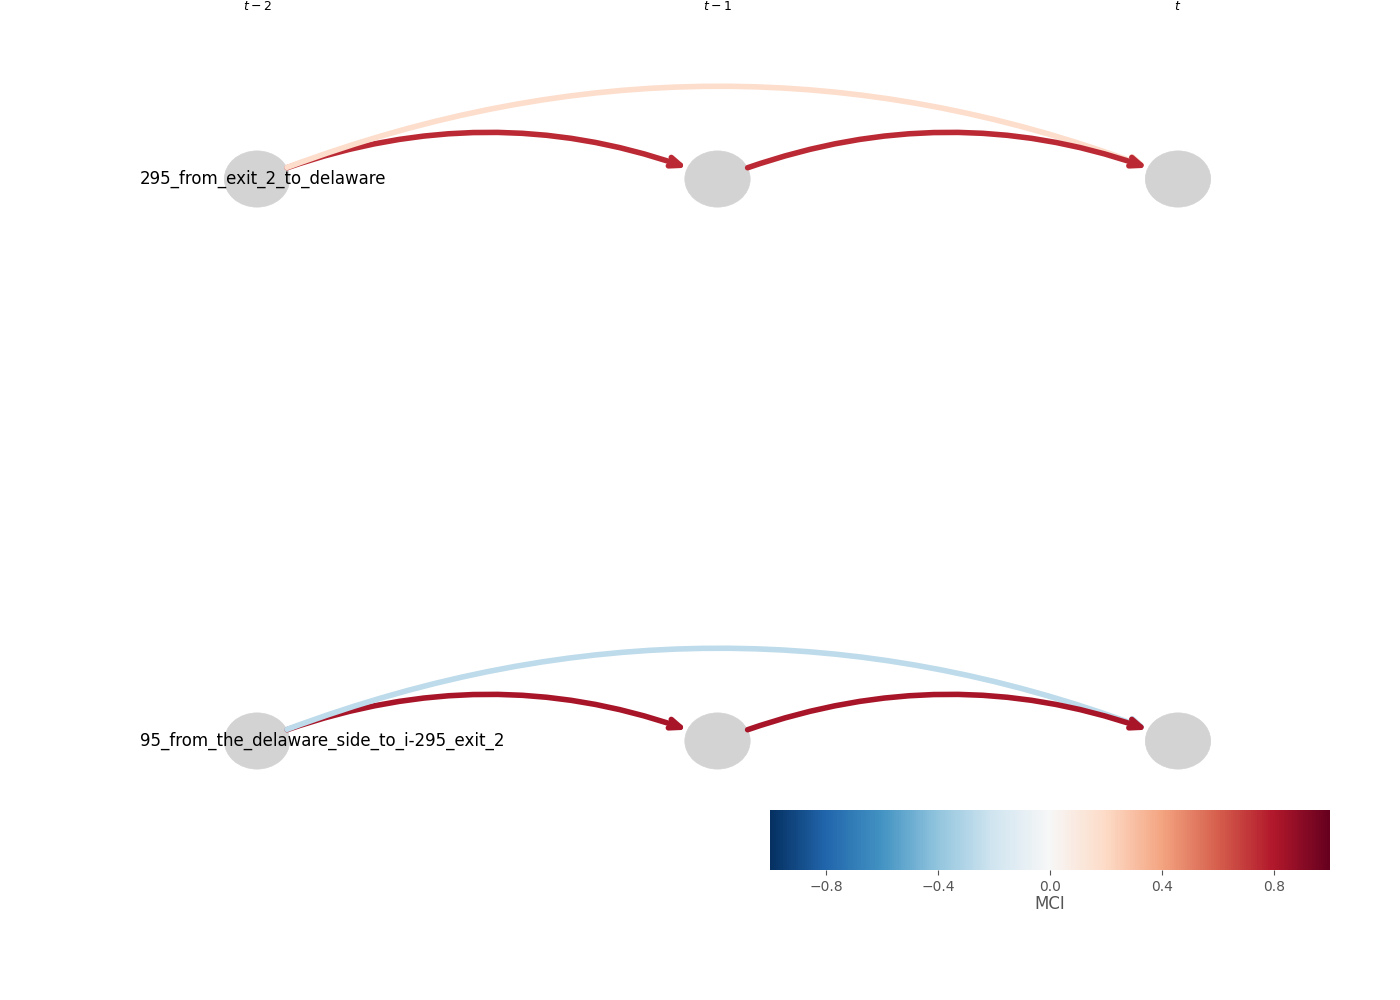 t − 2 t − 1 t
295_from_exit_2_to_delaware
95_from_the_delaware_side_to_i-295_exit_2
−0.8 −0.4 0.0 0.4 0.8
MCI